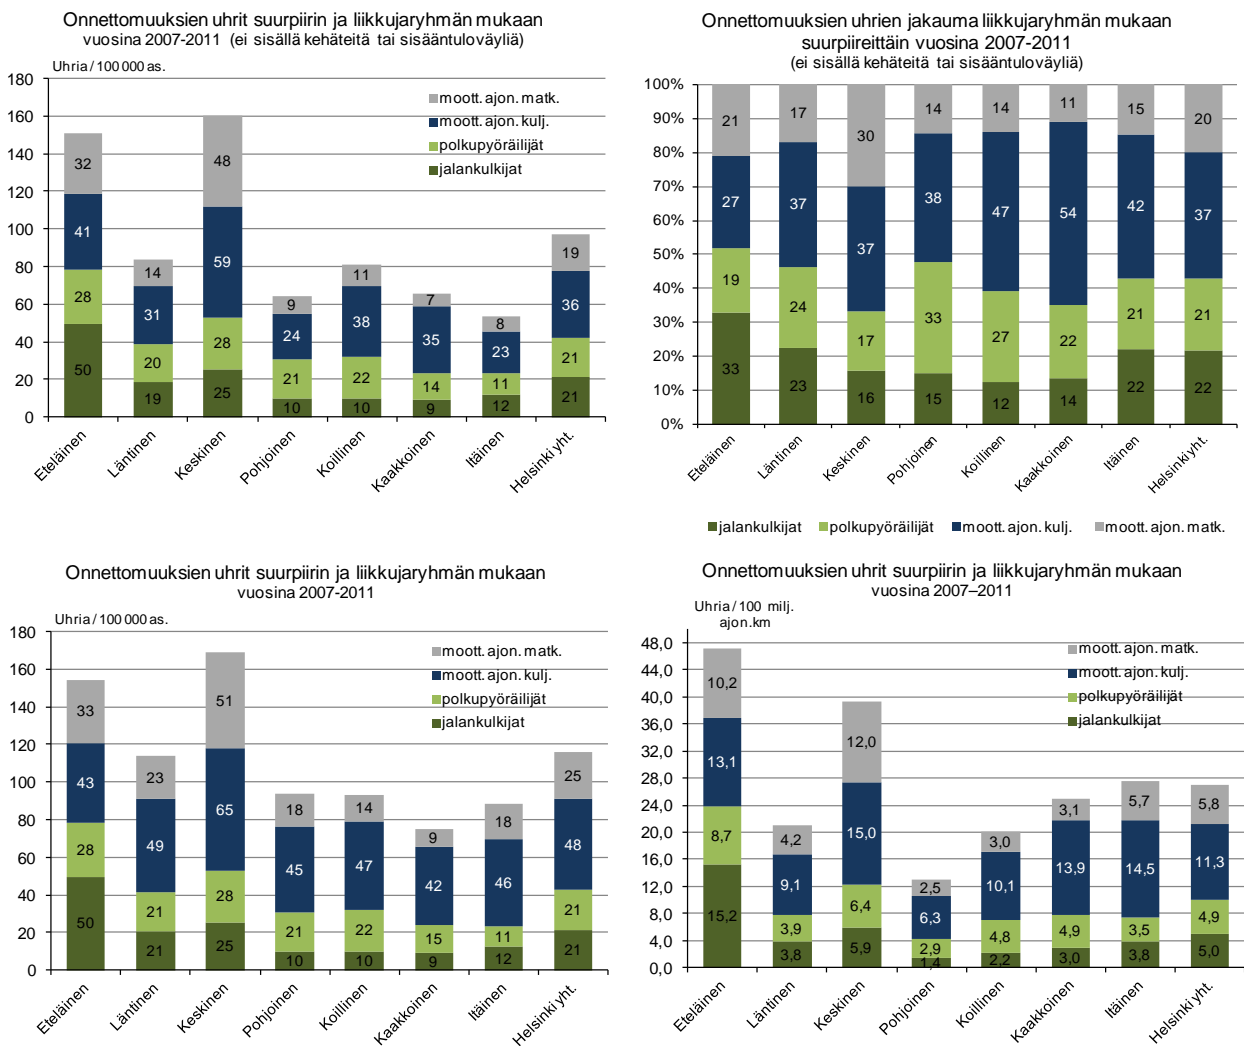 Onnettomuuksien uhrit suurpiirin ja liikkujaryhmän mukaan
vuosina 2007-2011 (ei sisällä kehäteitä tai sisääntuloväyliä)
Uhria / 100 000 as.
180
160
140
120
100
80
60
40
20
0
moott. ajon. matk.
moott. ajon. kulj.
polkupyöräilijät
jalankulkijat
32 14 48 9 11 7 8 19
41 31 59 24 38 35 23 36
28 20 28 21 22 14 11 21
50 19 25 10 10 9 12 21
Eteläinen Läntinen Keskinen Pohjoinen Koillinen Kaakkoinen Itäinen Helsinki yht.
Onnettomuuksien uhrien jakauma liikkujaryhmän mukaan
suurpiireittäin vuosina 2007-2011
(ei sisällä kehäteitä tai sisääntuloväyliä)
100%
90%
80%
70%
60%
50%
40%
30%
20%
10%
0%
21 17 30 14 14 11 15 20
27 37 37 38 47 54 42 37
19 24 17 33 27 22 21 21
33 23 16 15 12 14 22 22
Eteläinen Läntinen Keskinen Pohjoinen Koillinen Kaakkoinen Itäinen Helsinki yht.
jalankulkijat polkupyöräilijät moott. ajon. kulj. moott. ajon. matk.
Onnettomuuksien uhrit suurpiirin ja liikkujaryhmän mukaan
vuosina 2007-2011
Uhria / 100 000 as.
180
160
140
120
100
80
60
40
20
0
moott. ajon. matk.
moott. ajon. kulj.
polkupyöräilijät
jalankulkijat
33 23 51 18 14 9 18 25
43 49 65 45 47 42 46 48
28 21 28 21 22 15 11 21
50 21 25 10 10 9 12 21
Eteläinen Läntinen Keskinen Pohjoinen Koillinen Kaakkoinen Itäinen Helsinki yht.
Onnettomuuksien uhrit suurpiirin ja liikkujaryhmän mukaan
vuosina 2007–2011
Uhria / 100 milj.
ajon.km
48,0
44,0
40,0
36,0
32,0
28,0
24,0
20,0
16,0
12,0
8,0
4,0
0,0
moott. ajon. matk.
moott. ajon. kulj.
polkupyöräilijät
jalankulkijat
10,2 4,2 12,0 2,5 3,0 3,1 5,7 5,8
13,1 9,1 15,0 6,3 10,1 13,9 14,5 11,3
8,7 3,9 6,4 2,9 4,8 4,9 3,5 4,9
15,2 3,8 5,9 1,4 2,2 3,0 3,8 5,0
Eteläinen Läntinen Keskinen Pohjoinen Koillinen Kaakkoinen Itäinen Helsinki yht.